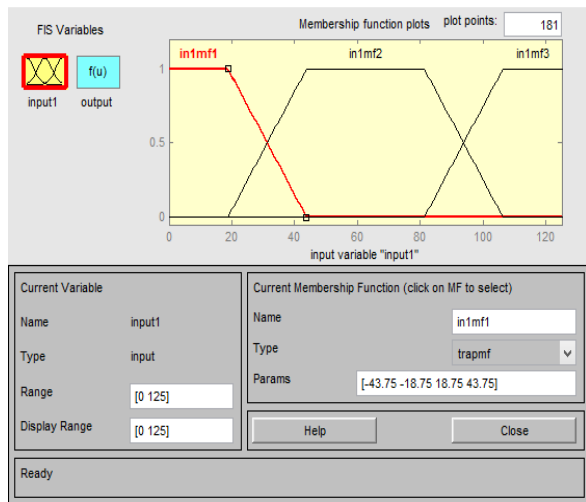 FIS Variables
Membership function plots
plot points:
181
f(u)
input1
output
in1mf1
in1mf2
in1mf3
1
0.5
0
0
20
40
60
80
100
120
input variable "input1"
Current Variable
Name
input1
Type
input
Range
[0 125]
Display Range
[0 125]
Current Membership Function (click on MF to select)
Name
in1mf1
Type
trapmf
Params
[-43.75 -18.75 18.75 43.75]
Help
Close
Ready